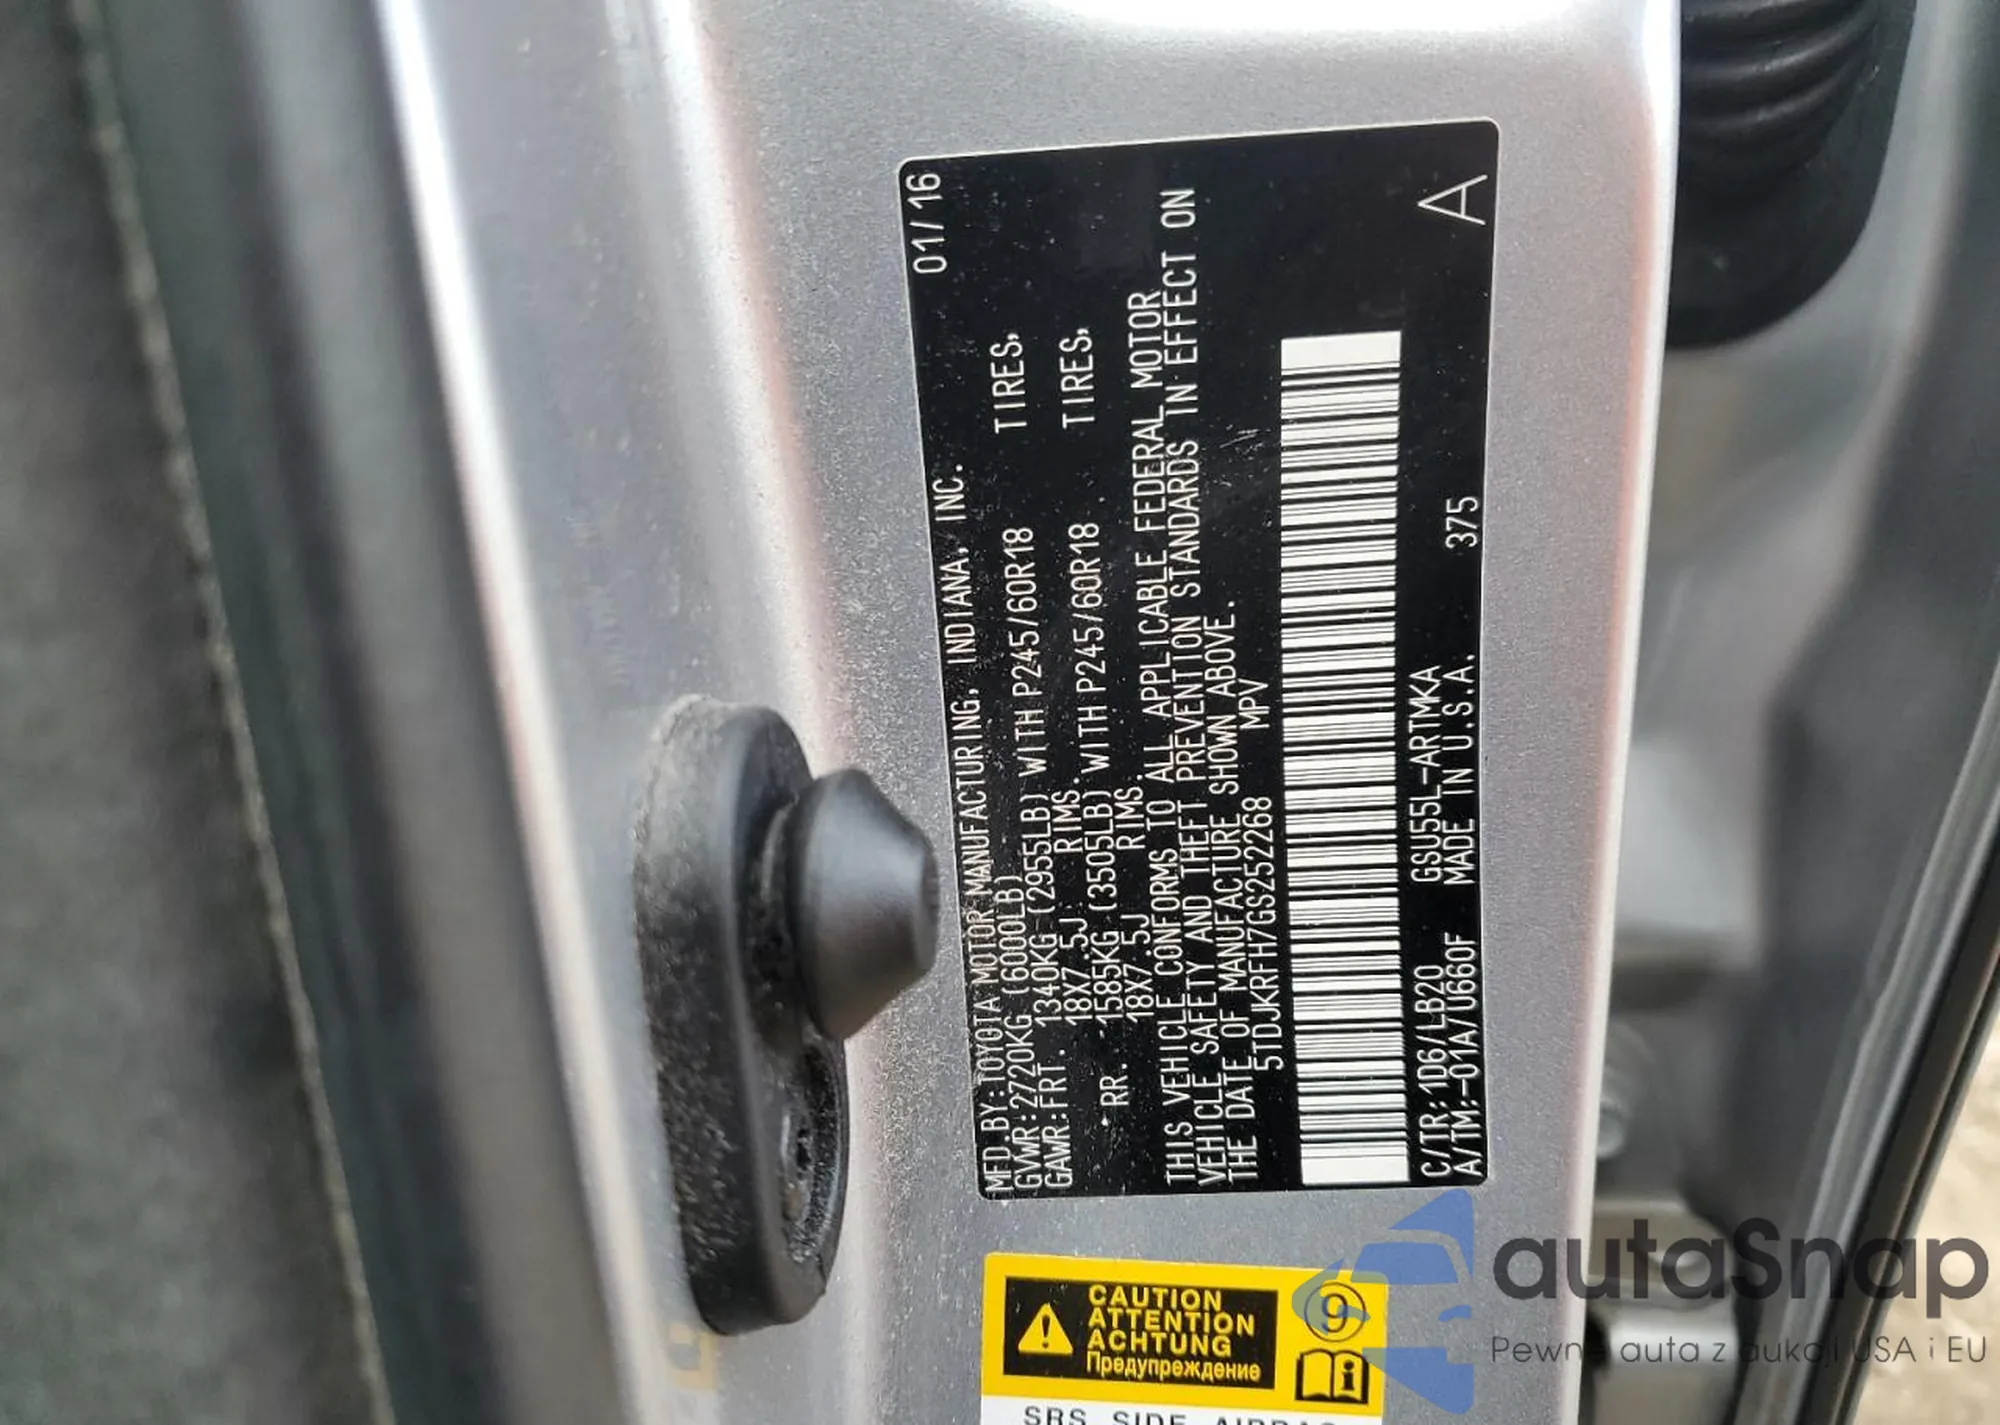 01/16
MFD.BY:TOYOTA MOTOR MANUFACTURING, INDIANA, INC.
GVWR:2720KG (6000LB)
GAWR:FRT. 1340KG (2955LB) WITH P245/60R18 TIRES,
18X7.5J RIMS.
RR. 1585KG (3505LB) WITH P245/60R18 TIRES,
18X7.5J RIMS.
THIS VEHICLE CONFORMS TO ALL APPLICABLE FEDERAL MOTOR
VEHICLE SAFETY AND THEFT PREVENTION STANDARDS IN EFFECT ON
THE DATE OF MANUFACTURE SHOWN ABOVE.
5TDJKRFH7GS252268 MPV
C/TR:1D6/LB20 GSU55L-ARTMKA
A/TM:-01A/U660F MADE IN U.S.A. 375
A
CAUTION
ATTENTION
ACHTUNG
Предупреждение
9
i
SRS SIDE AIRBAG
autaSnap
Pewne auta z aukcji USA i EU